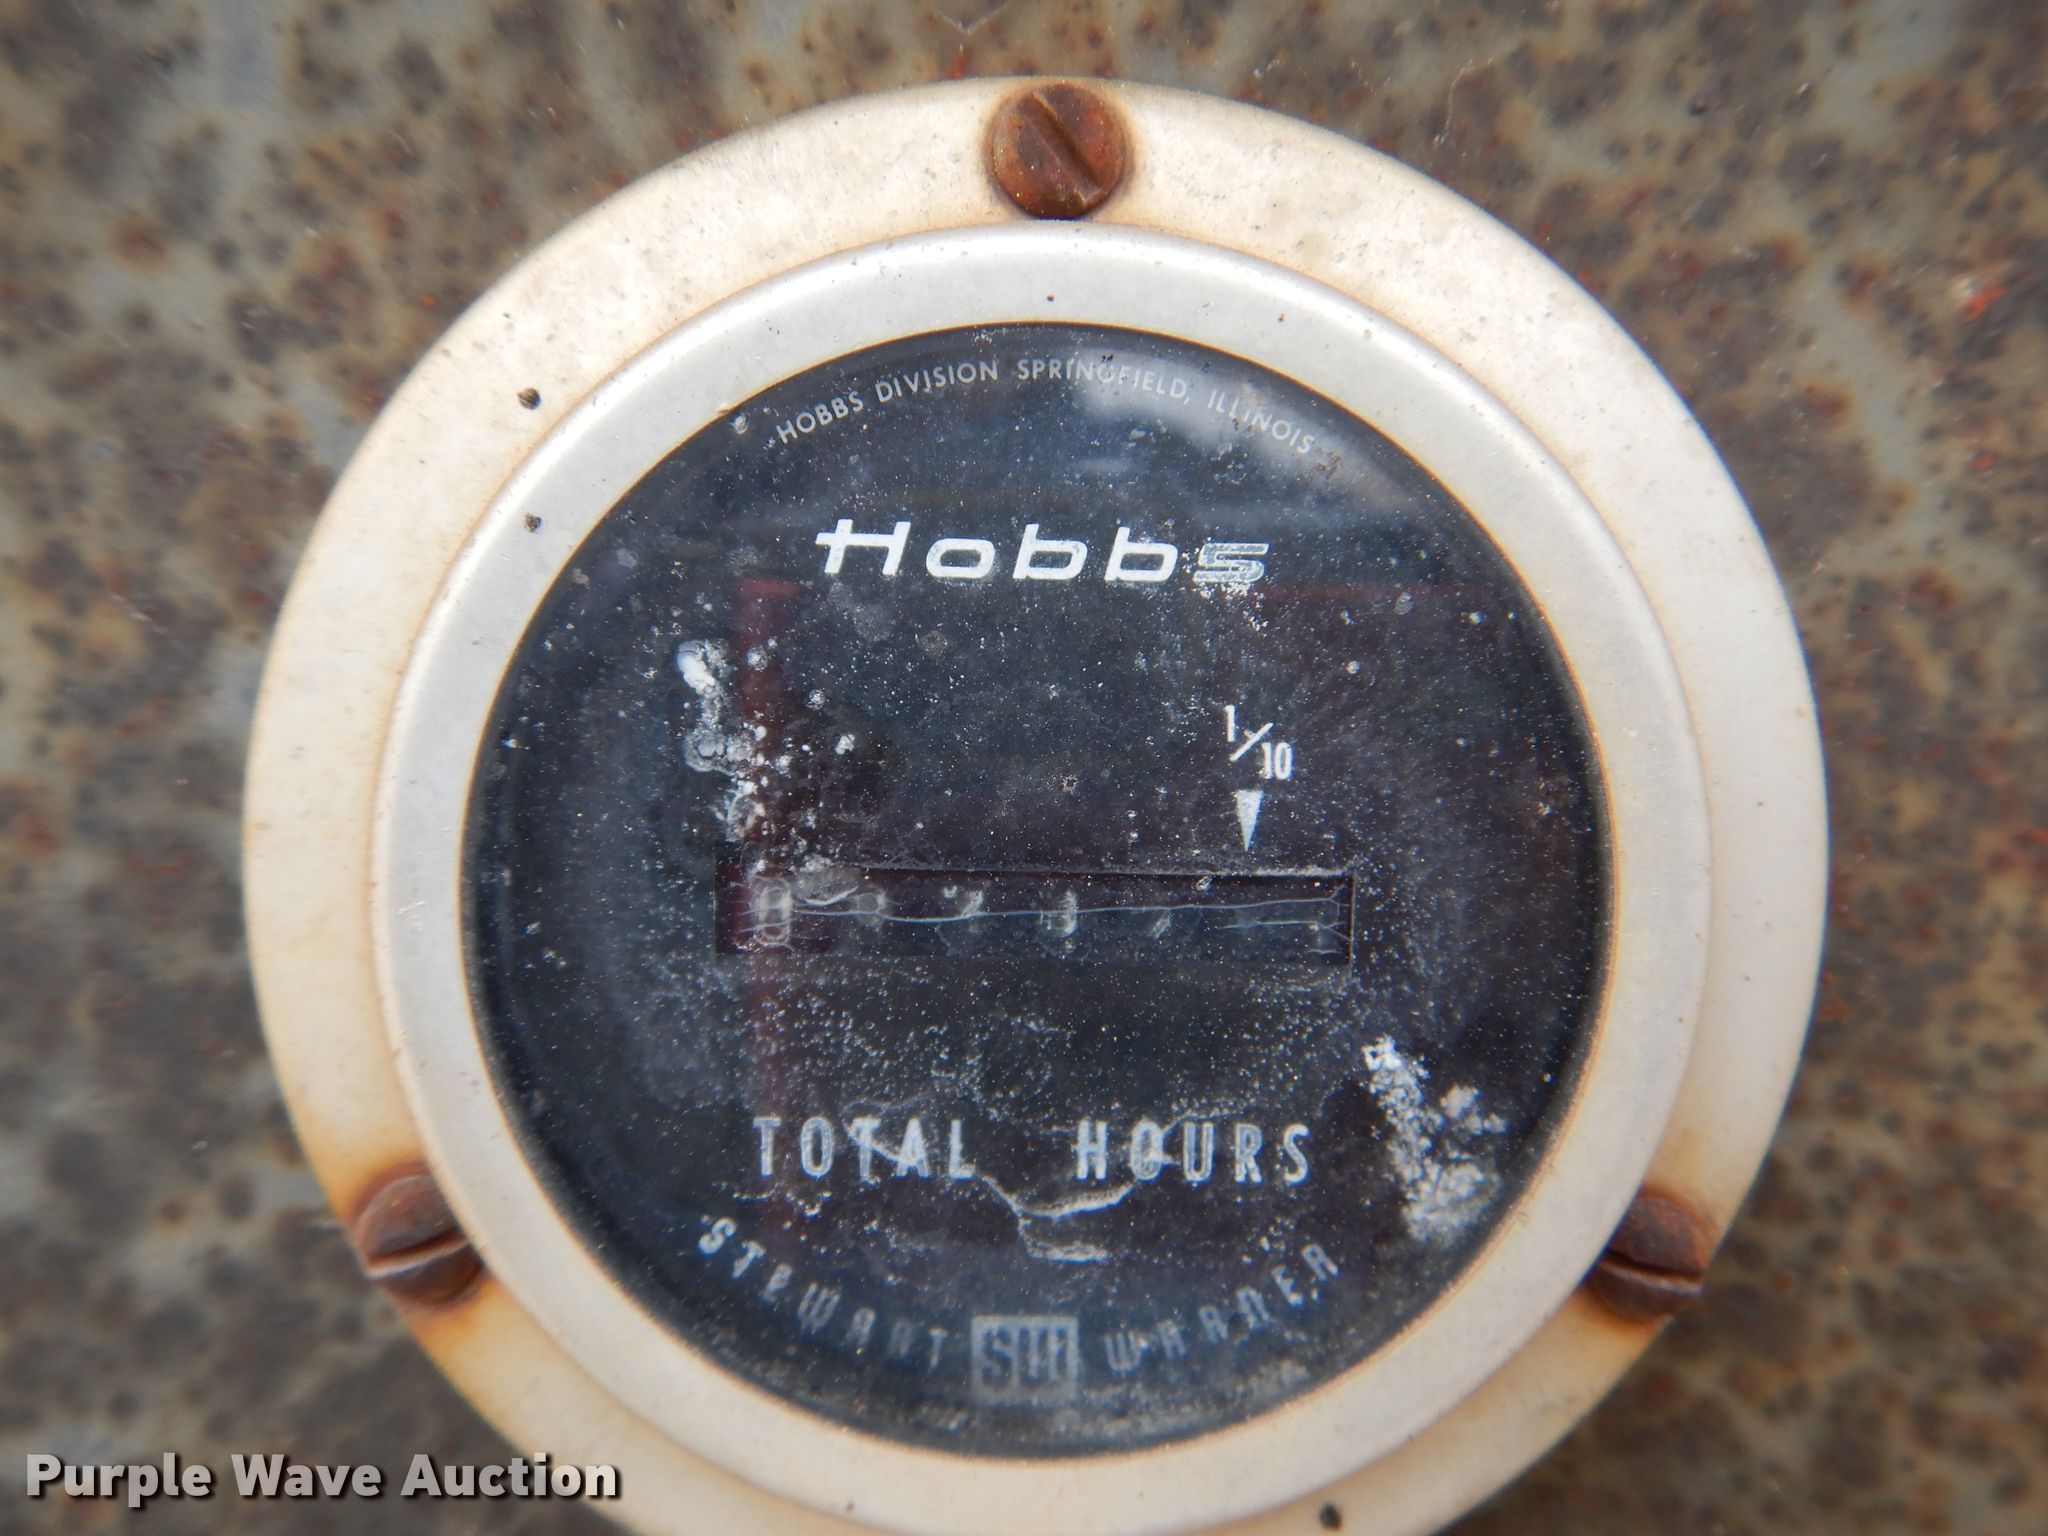 HOBBS DIVISION SPRINGFIELD, ILLINOIS
Hobbs
1/10
TOTAL HOURS
STEWART SW WARNER
Purple Wave Auction